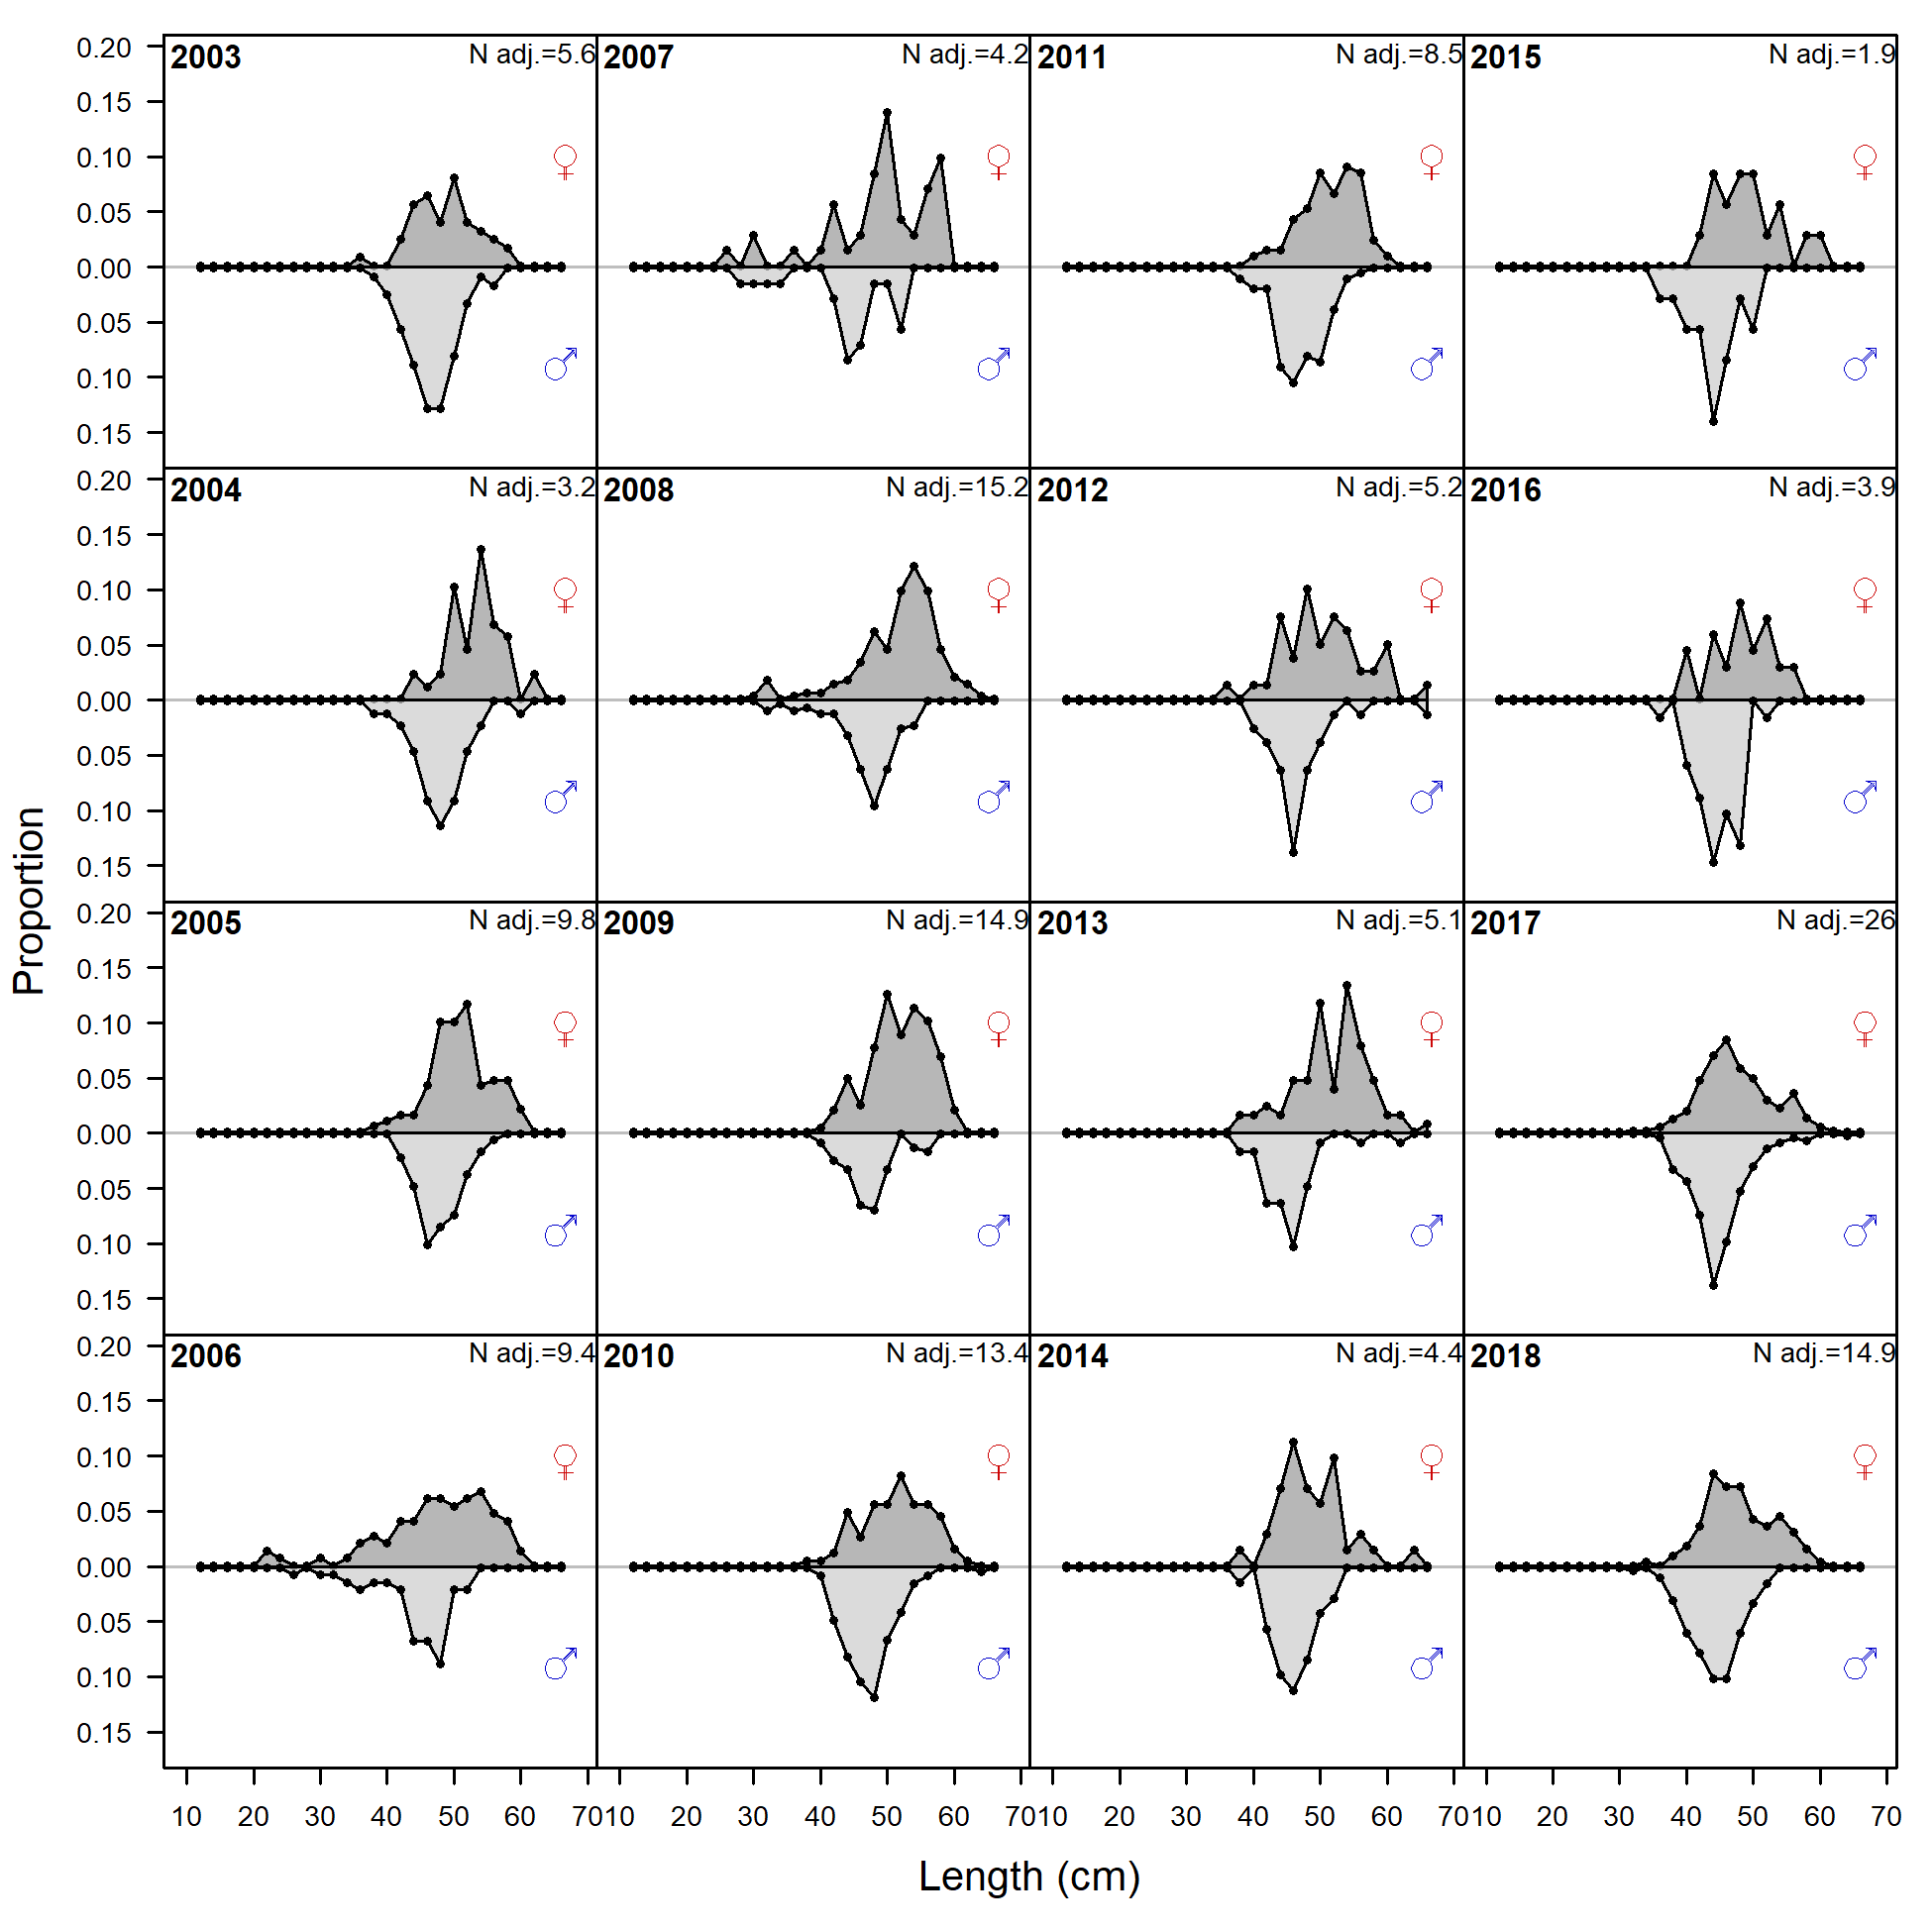 0.20
0.15
0.10
0.05
0.00
0.05
0.10
0.15
2003 N adj.=5.6
2007 N adj.=4.2
2011 N adj.=8.5
2015 N adj.=1.9
♀ ♀ ♀ ♀
♂ ♂ ♂ ♂
0.20
0.15
0.10
0.05
0.00
0.05
0.10
0.15
2004 N adj.=3.2
2008 N adj.=15.2
2012 N adj.=5.2
2016 N adj.=3.9
♀ ♀ ♀ ♀
♂ ♂ ♂ ♂
Proportion
0.20
0.15
0.10
0.05
0.00
0.05
0.10
0.15
2005 N adj.=9.8
2009 N adj.=14.9
2013 N adj.=5.1
2017 N adj.=26
♀ ♀ ♀ ♀
♂ ♂ ♂ ♂
0.20
0.15
0.10
0.05
0.00
0.05
0.10
0.15
2006 N adj.=9.4
2010 N adj.=13.4
2014 N adj.=4.4
2018 N adj.=14.9
♀ ♀ ♀ ♀
♂ ♂ ♂ ♂
10 20 30 40 50 60 70 10 20 30 40 50 60 70 10 20 30 40 50 60 70 10 20 30 40 50 60 70
Length (cm)